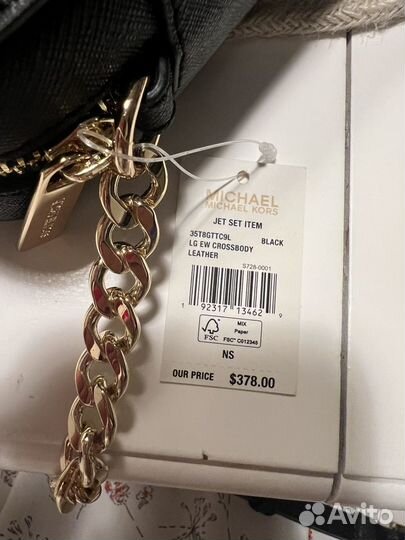 MICHAEL
MICHAEL KORS
JET SET ITEM
35T8GTTC9L BLACK
LG EW CROSSBODY
LEATHER
S728-0001
1 92317 13462 9
FSC
MIX
Paper
FSC® C012345
NS
OUR PRICE $378.00
Avito